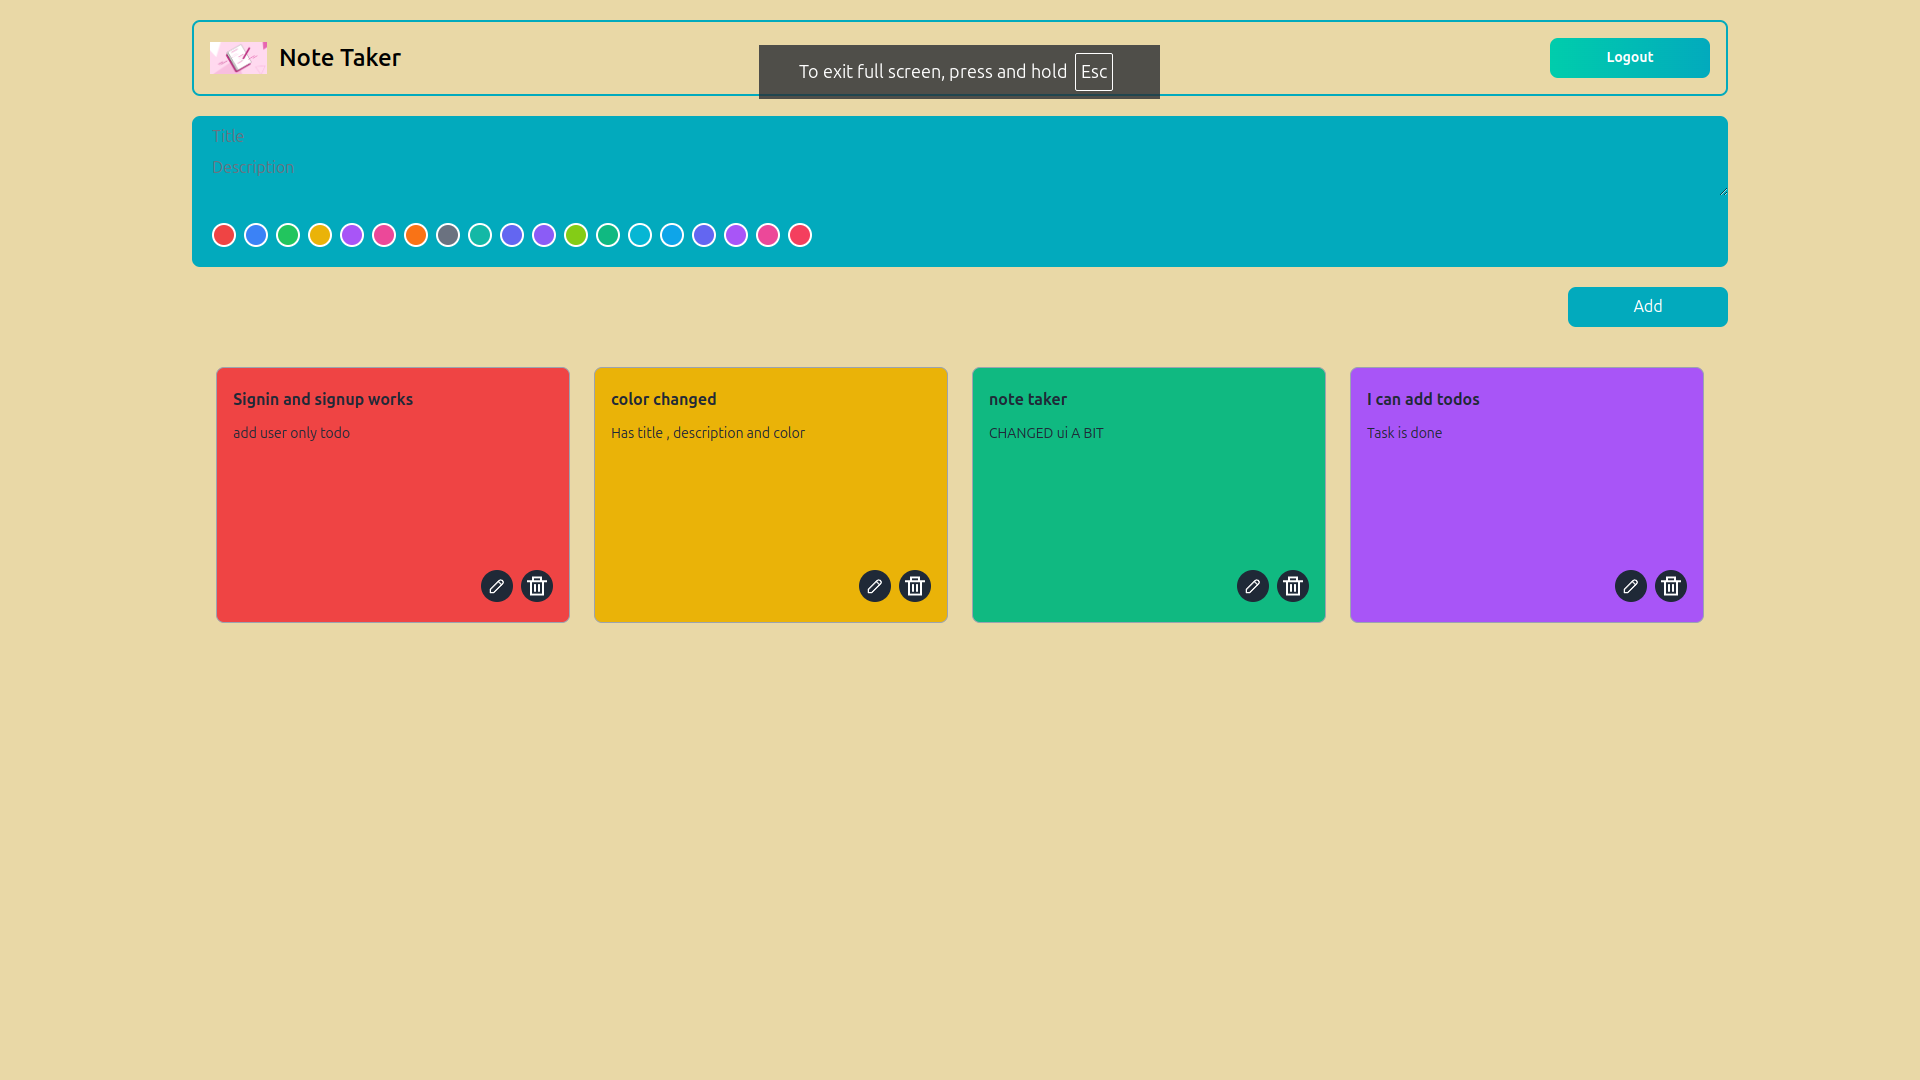 Note Taker
To exit full screen, press and hold Esc
Logout
Title
Description
Add
Signin and signup works
add user only todo
color changed
Has title , description and color
note taker
CHANGED ui A BIT
I can add todos
Task is done